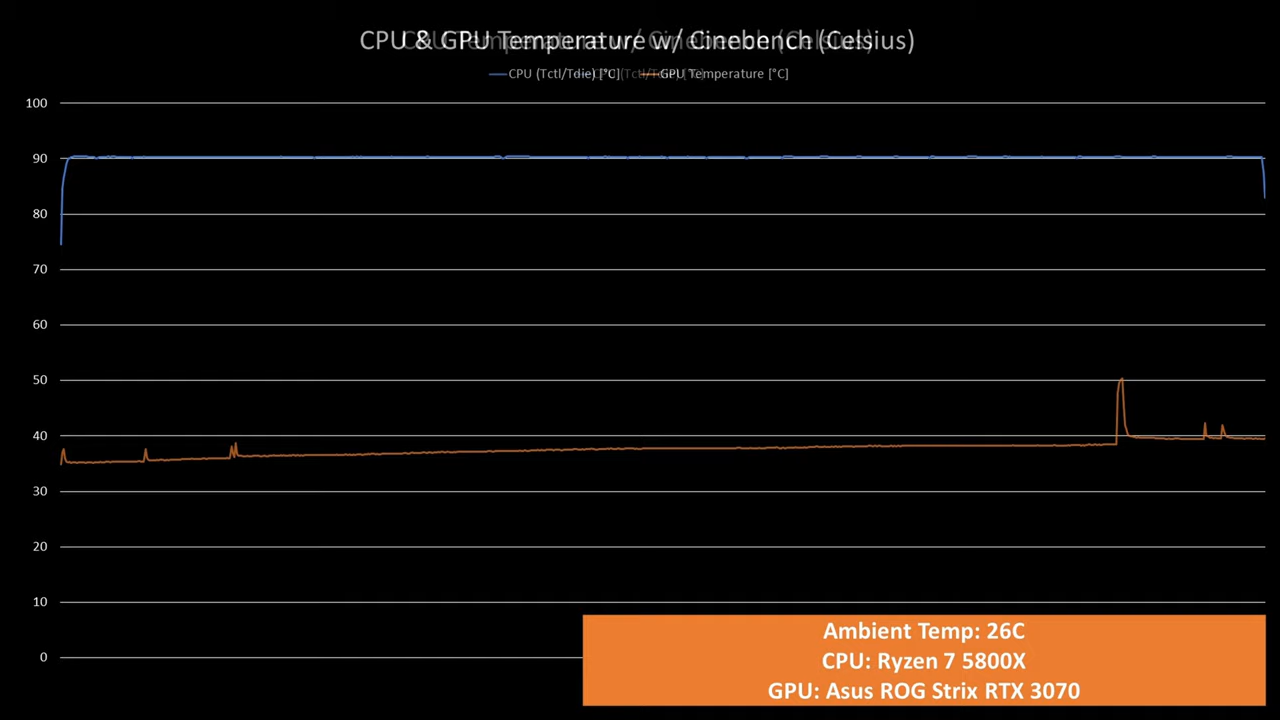 CPU & GPU Temperature w/ Cinebench (Celsius)
CPU (Tctl/Tdie) [°C] GPU Temperature [°C]
100
90
80
70
60
50
40
30
20
10
0
Ambient Temp: 26C
CPU: Ryzen 7 5800X
GPU: Asus ROG Strix RTX 3070